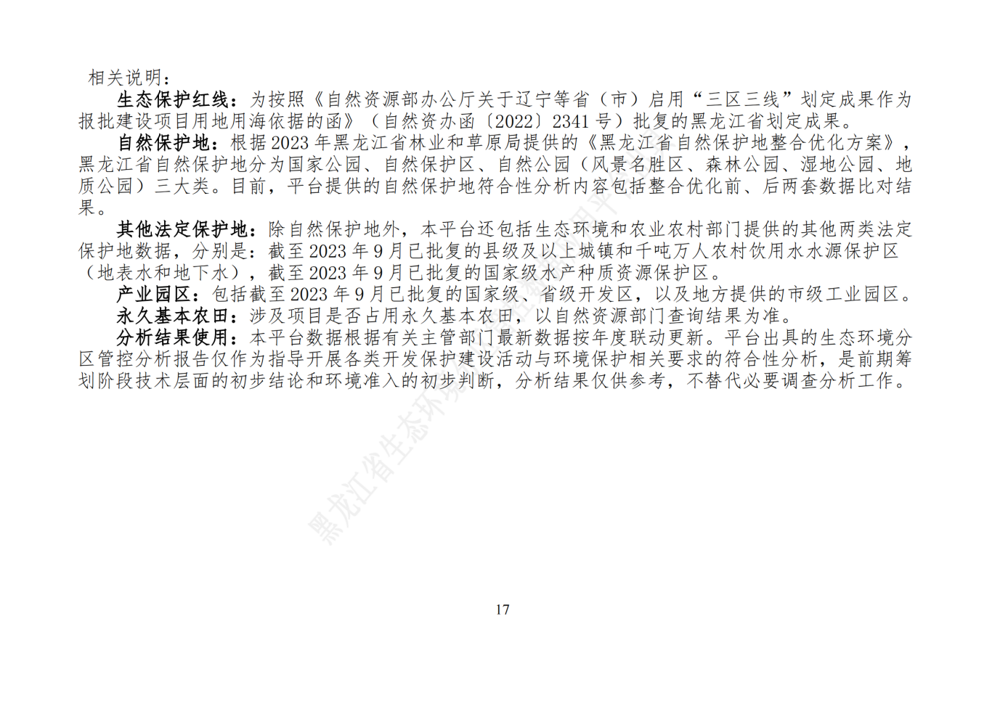 相关说明：
生态保护红线：为按照《自然资源部办公厅关于辽宁等省（市）启用“三区三线”划定成果作为
报批建设项目用地用海依据的函》（自然资办函〔2022〕2341 号）批复的黑龙江省划定成果。
自然保护地：根据 2023 年黑龙江省林业和草原局提供的《黑龙江省自然保护地整合优化方案》，
黑龙江省自然保护地分为国家公园、自然保护区、自然公园（风景名胜区、森林公园、湿地公园、地
质公园）三大类。目前，平台提供的自然保护地符合性分析内容包括整合优化前、后两套数据比对结
果。
其他法定保护地：除自然保护地外，本平台还包括生态环境和农业农村部门提供的其他两类法定
保护地数据，分别是：截至 2023 年 9 月已批复的县级及以上城镇和千吨万人农村饮用水水源保护区
（地表水和地下水），截至 2023 年 9 月已批复的国家级水产种质资源保护区。
产业园区：包括截至 2023 年 9 月已批复的国家级、省级开发区，以及地方提供的市级工业园区。
永久基本农田：涉及项目是否占用永久基本农田，以自然资源部门查询结果为准。
分析结果使用：本平台数据根据有关主管部门最新数据按年度联动更新。平台出具的生态环境分
区管控分析报告仅作为指导开展各类开发保护建设活动与环境保护相关要求的符合性分析，是前期筹
划阶段技术层面的初步结论和环境准入的初步判断，分析结果仅供参考，不替代必要调查分析工作。
黑龙江省生态环境分区管控数据应用平台
17